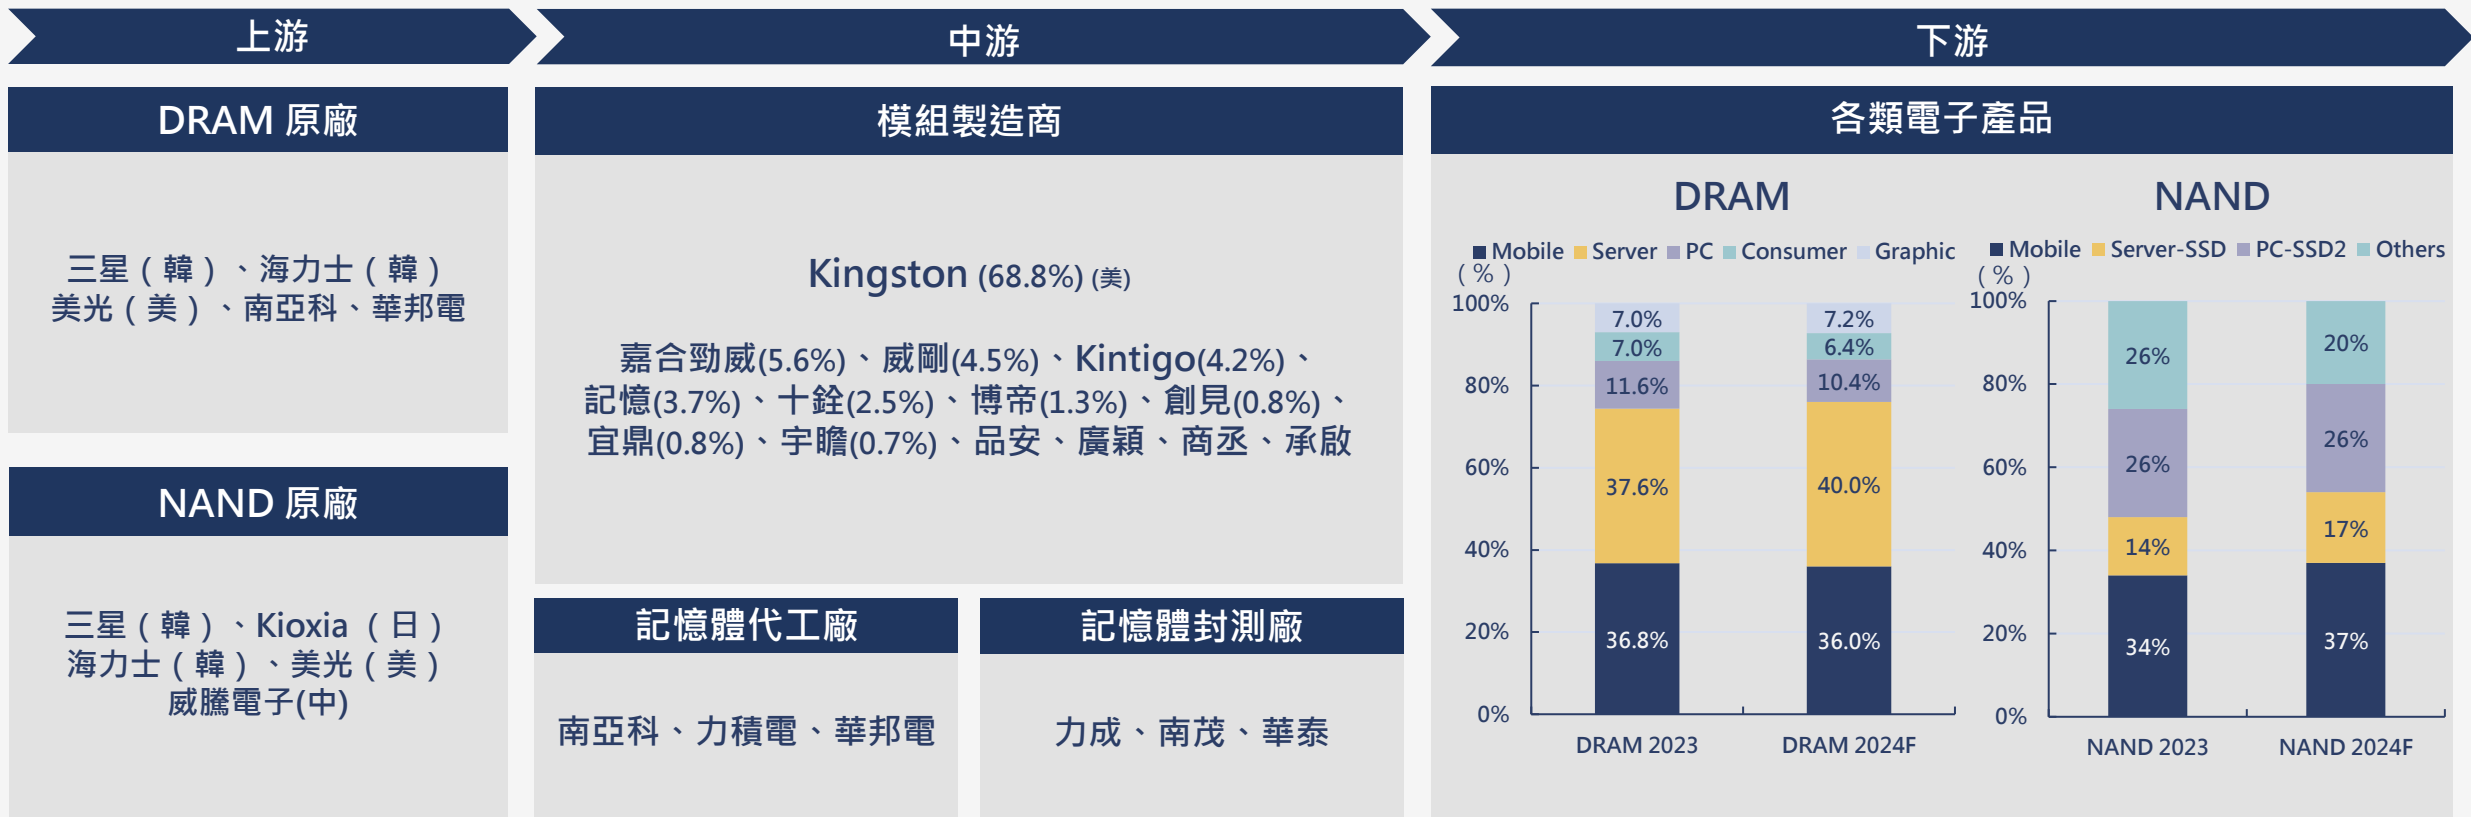 上游
中游
下游
DRAM 原廠
三星（韓）、海力士（韓）
美光（美）、南亞科、華邦電
NAND 原廠
三星（韓）、Kioxia （日）
海力士（韓）、美光（美）
威騰電子(中)
模組製造商
Kingston (68.8%) (美)
嘉合勁威(5.6%)、威剛(4.5%)、Kintigo(4.2%)、
記憶(3.7%)、十銓(2.5%)、博帝(1.3%)、創見(0.8%)、
宜鼎(0.8%)、宇瞻(0.7%)、品安、廣穎、商丞、承啟
記憶體代工廠
南亞科、力積電、華邦電
記憶體封測廠
力成、南茂、華泰
各類電子產品
DRAM
Mobile Server PC Consumer Graphic
（%）
100%
80%
60%
40%
20%
0%
7.0%
7.0%
11.6%
37.6%
36.8%
7.2%
6.4%
10.4%
40.0%
36.0%
DRAM 2023
DRAM 2024F
NAND
Mobile Server-SSD PC-SSD2 Others
（%）
100%
80%
60%
40%
20%
0%
26%
26%
14%
34%
20%
26%
17%
37%
NAND 2023
NAND 2024F